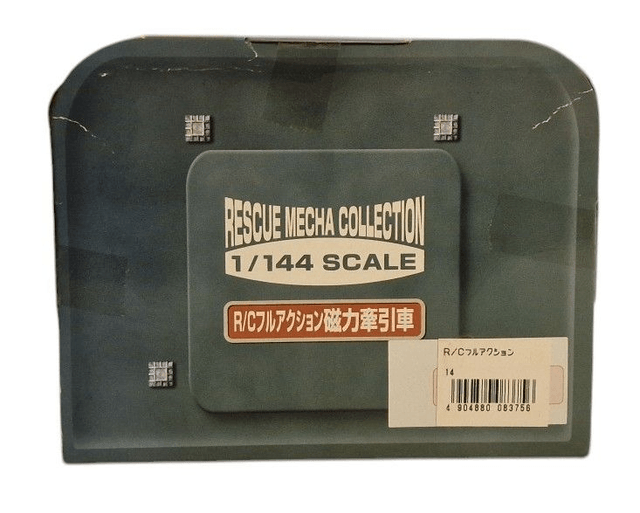 RESCUE MECHA COLLECTION
1/144 SCALE
R/Cフルアクション磁力牽引車
R/Cフルアクション
14
4 904880 083756